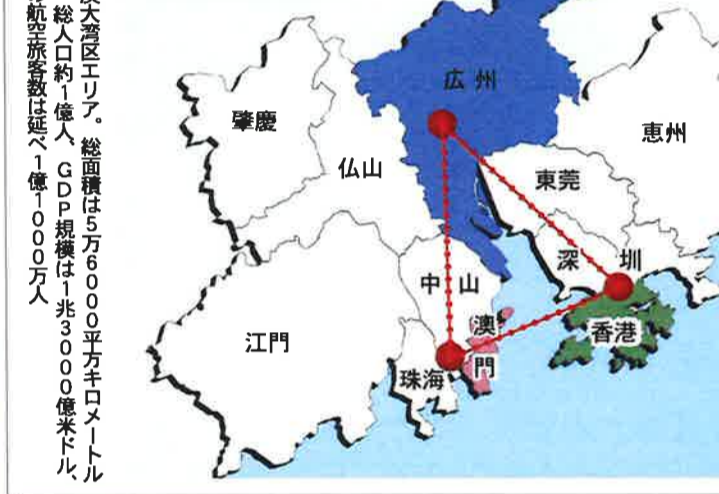 大湾区エリア。総面積は5万6000平方キロメートル
総人口約1億人、GDP規模は1兆3000億米ドル、
航空旅客数は延べ1億1000万人
広州
肇慶
恵州
仏山
東莞
深圳
中山
澳門
香港
江門
珠海